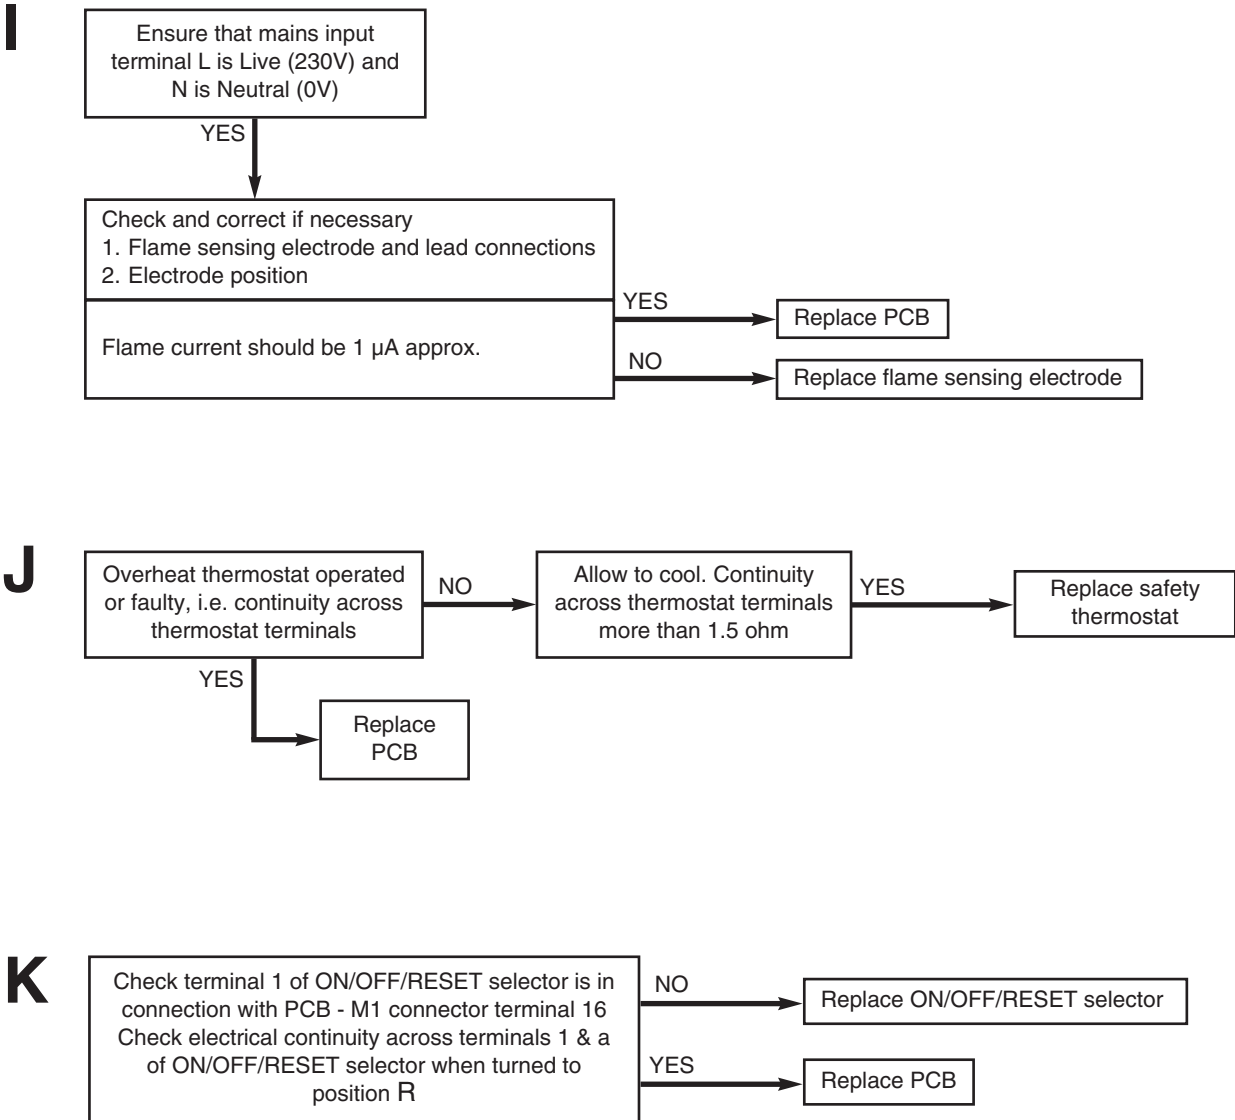 I
Ensure that mains input
terminal L is Live (230V) and
N is Neutral (0V)
YES
Check and correct if necessary
1. Flame sensing electrode and lead connections
2. Electrode position
Flame current should be 1 µA approx.
YES
Replace PCB
NO
Replace flame sensing electrode
J
Overheat thermostat operated
or faulty, i.e. continuity across
thermostat terminals
NO
Allow to cool. Continuity
across thermostat terminals
more than 1.5 ohm
YES
Replace safety
thermostat
YES
Replace
PCB
K
Check terminal 1 of ON/OFF/RESET selector is in
connection with PCB - M1 connector terminal 16
Check electrical continuity across terminals 1 & a
of ON/OFF/RESET selector when turned to
position R
NO
Replace ON/OFF/RESET selector
YES
Replace PCB